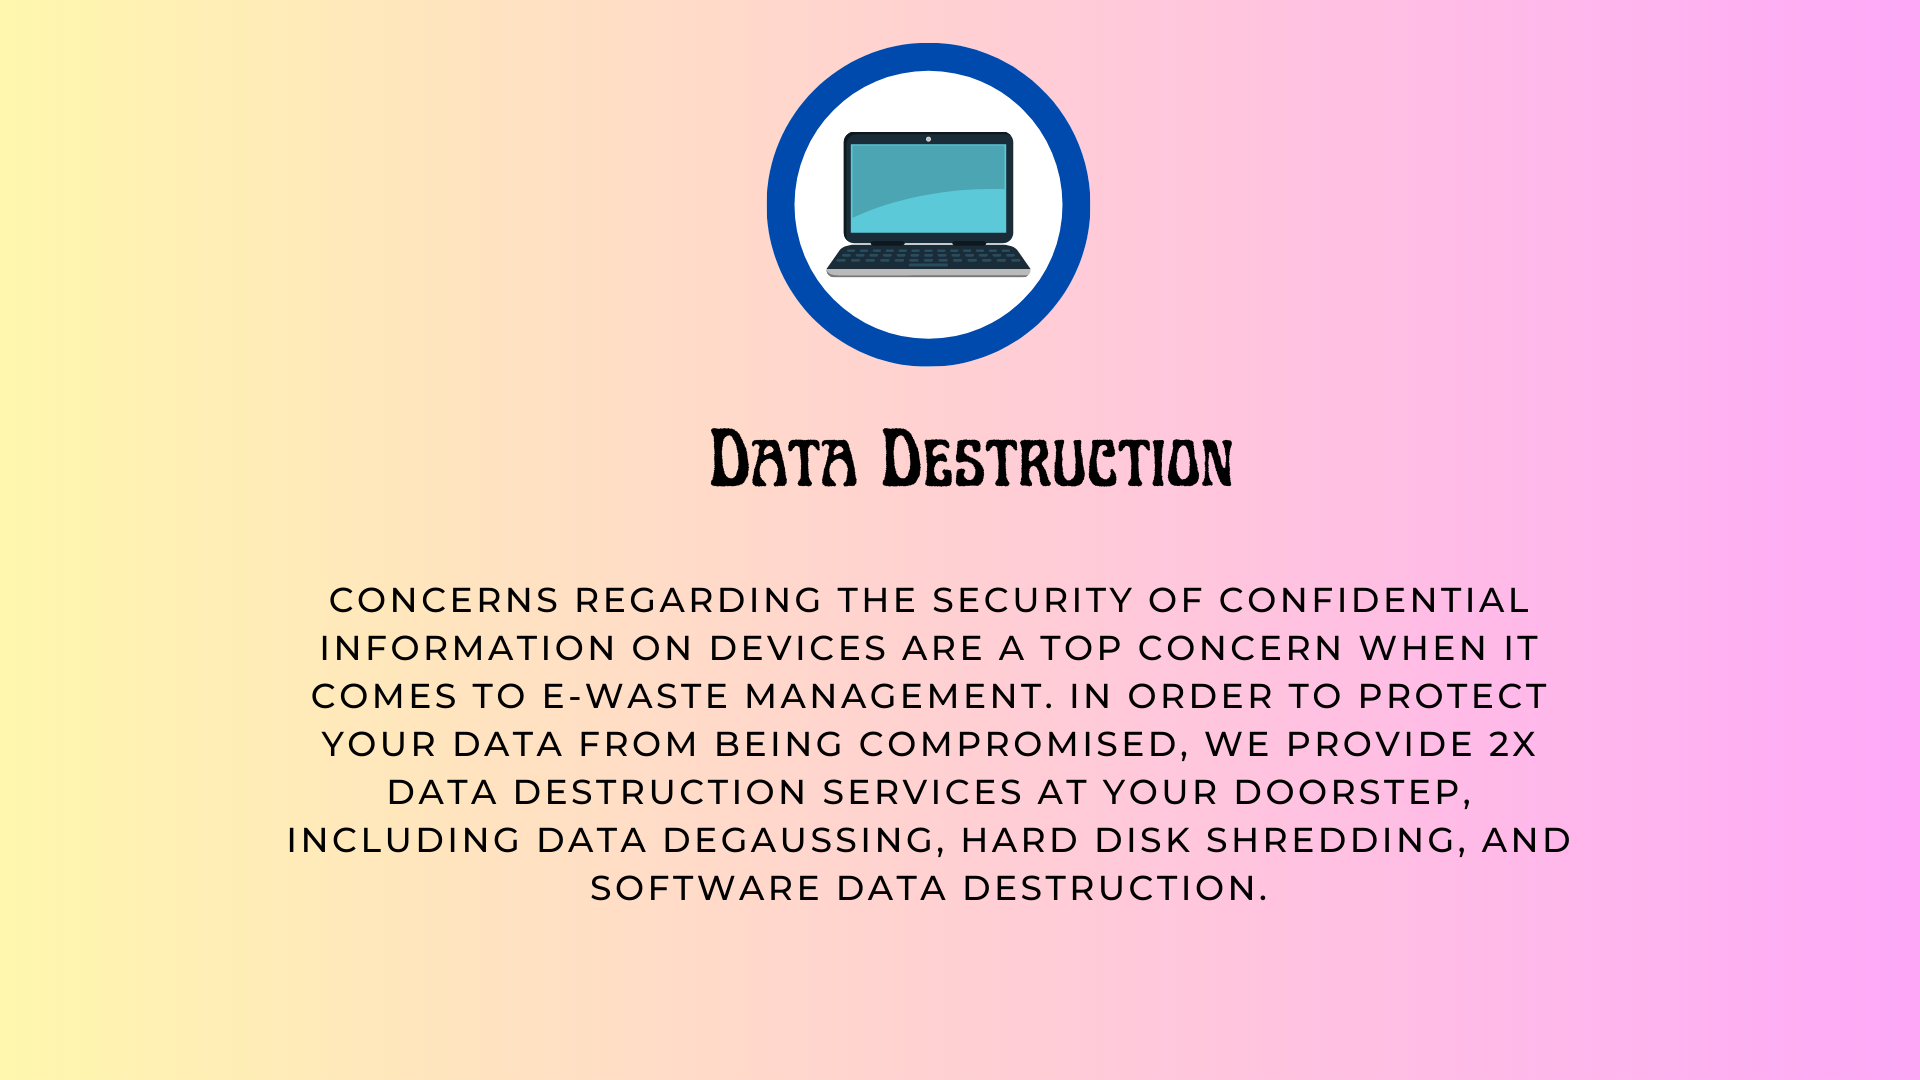 Data Destruction
CONCERNS REGARDING THE SECURITY OF CONFIDENTIAL
INFORMATION ON DEVICES ARE A TOP CONCERN WHEN IT
COMES TO E-WASTE MANAGEMENT. IN ORDER TO PROTECT
YOUR DATA FROM BEING COMPROMISED, WE PROVIDE 2X
DATA DESTRUCTION SERVICES AT YOUR DOORSTEP,
INCLUDING DATA DEGAUSSING, HARD DISK SHREDDING, AND
SOFTWARE DATA DESTRUCTION.